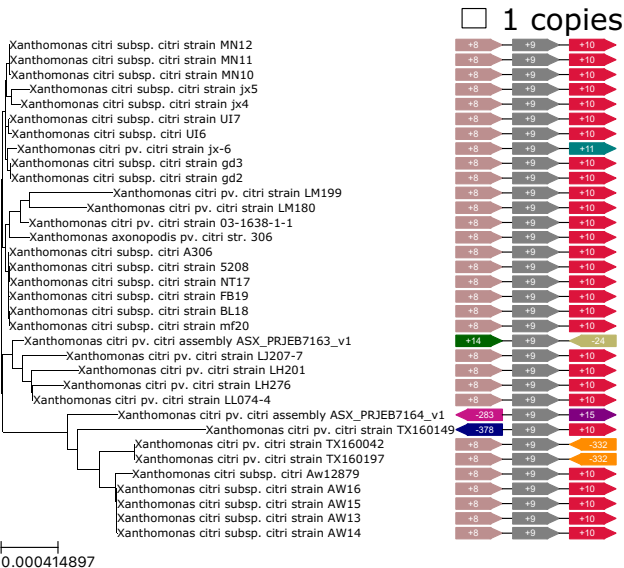 1 copies
Xanthomonas citri subsp. citri strain MN12 +8 +9 +10
Xanthomonas citri subsp. citri strain MN11 +8 +9 +10
Xanthomonas citri subsp. citri strain MN10 +8 +9 +10
Xanthomonas citri subsp. citri strain jx5 +8 +9 +10
Xanthomonas citri subsp. citri strain jx4 +8 +9 +10
Xanthomonas citri subsp. citri strain UI7 +8 +9 +10
Xanthomonas citri subsp. citri UI6 +8 +9 +10
Xanthomonas citri pv. citri strain jx-6 +8 +9 +11
Xanthomonas citri subsp. citri strain gd3 +8 +9 +10
Xanthomonas citri subsp. citri strain gd2 +8 +9 +10
Xanthomonas citri pv. citri strain LM199 +8 +9 +10
Xanthomonas citri pv. citri strain LM180 +8 +9 +10
Xanthomonas citri pv. citri strain 03-1638-1-1 +8 +9 +10
Xanthomonas axonopodis pv. citri str. 306 +8 +9 +10
Xanthomonas citri subsp. citri A306 +8 +9 +10
Xanthomonas citri subsp. citri strain 5208 +8 +9 +10
Xanthomonas citri subsp. citri strain NT17 +8 +9 +10
Xanthomonas citri subsp. citri strain FB19 +8 +9 +10
Xanthomonas citri subsp. citri strain BL18 +8 +9 +10
Xanthomonas citri subsp. citri strain mf20 +8 +9 +10
Xanthomonas citri pv. citri assembly ASX_PRJEB7163_v1 +14 +9 -24
Xanthomonas citri pv. citri strain LJ207-7 +8 +9 +10
Xanthomonas citri pv. citri strain LH201 +8 +9 +10
Xanthomonas citri pv. citri strain LH276 +8 +9 +10
Xanthomonas citri pv. citri strain LL074-4 +8 +9 +10
Xanthomonas citri pv. citri assembly ASX_PRJEB7164_v1 -283 +9 +15
Xanthomonas citri pv. citri strain TX160149 -378 +9 +10
Xanthomonas citri pv. citri strain TX160042 +8 +9 -332
Xanthomonas citri pv. citri strain TX160197 +8 +9 -332
Xanthomonas citri subsp. citri Aw12879 +8 +9 +10
Xanthomonas citri subsp. citri strain AW16 +8 +9 +10
Xanthomonas citri subsp. citri strain AW15 +8 +9 +10
Xanthomonas citri subsp. citri strain AW13 +8 +9 +10
Xanthomonas citri subsp. citri strain AW14 +8 +9 +10
0.000414897